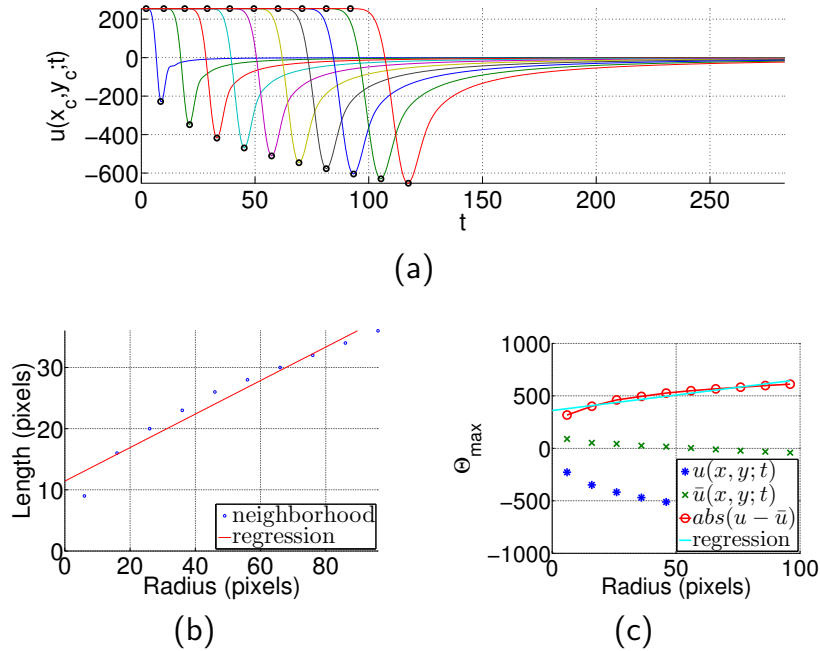 200
0
−200
−400
−600
u(x_c,y_c;t)
0 50 100 150 200 250
t
(a)
30
20
10
0
Length (pixels)
0 20 40 60 80
Radius (pixels)
neighborhood
regression
(b)
1000
500
0
−500
−1000
Θ_max
0 50 100
Radius (pixels)
u(x, y; t)
ū(x, y; t)
abs(u − ū)
regression
(c)